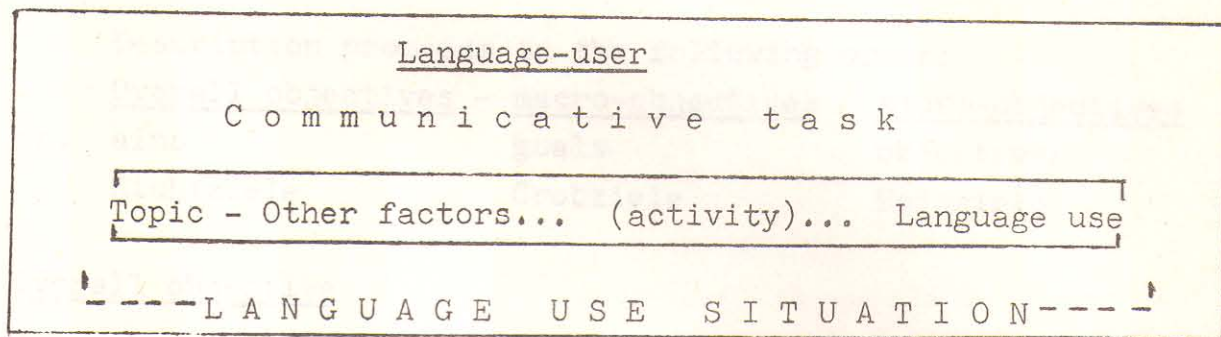 Language-user
Communicative task
Topic - Other factors... (activity)... Language use
----LANGUAGE USE SITUATION----